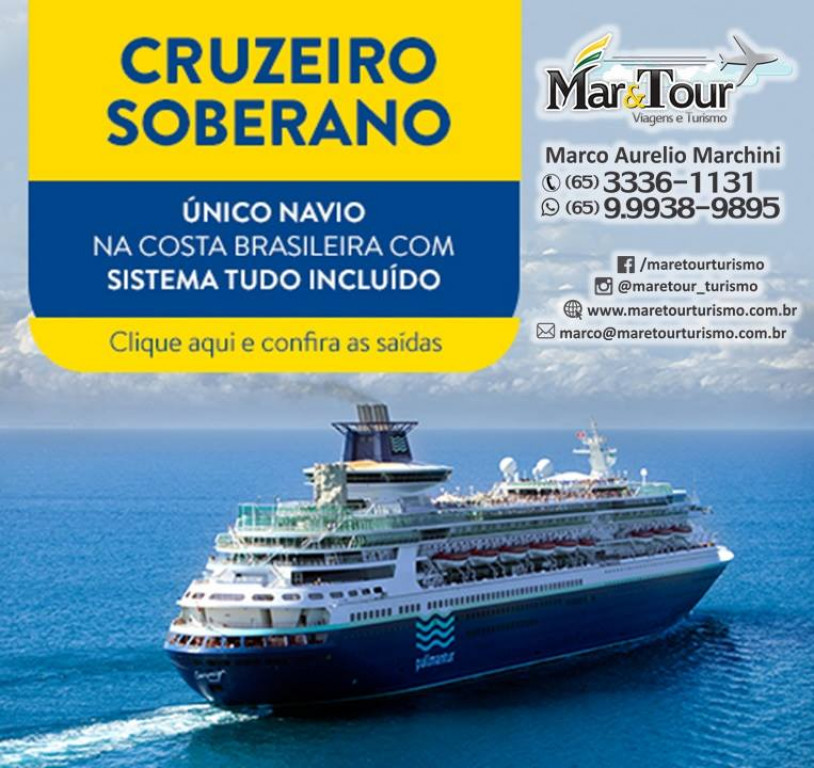 CRUZEIRO
SOBERANO
ÚNICO NAVIO
NA COSTA BRASILEIRA COM
SISTEMA TUDO INCLUÍDO
Clique aqui e confira as saídas
Mar&Tour
Viagens e Turismo
Marco Aurelio Marchini
(65) 3336-1131
(65) 9.9938-9895
/maretourturismo
@maretour_turismo
www.maretourturismo.com.br
marco@maretourturismo.com.br
pullmantur